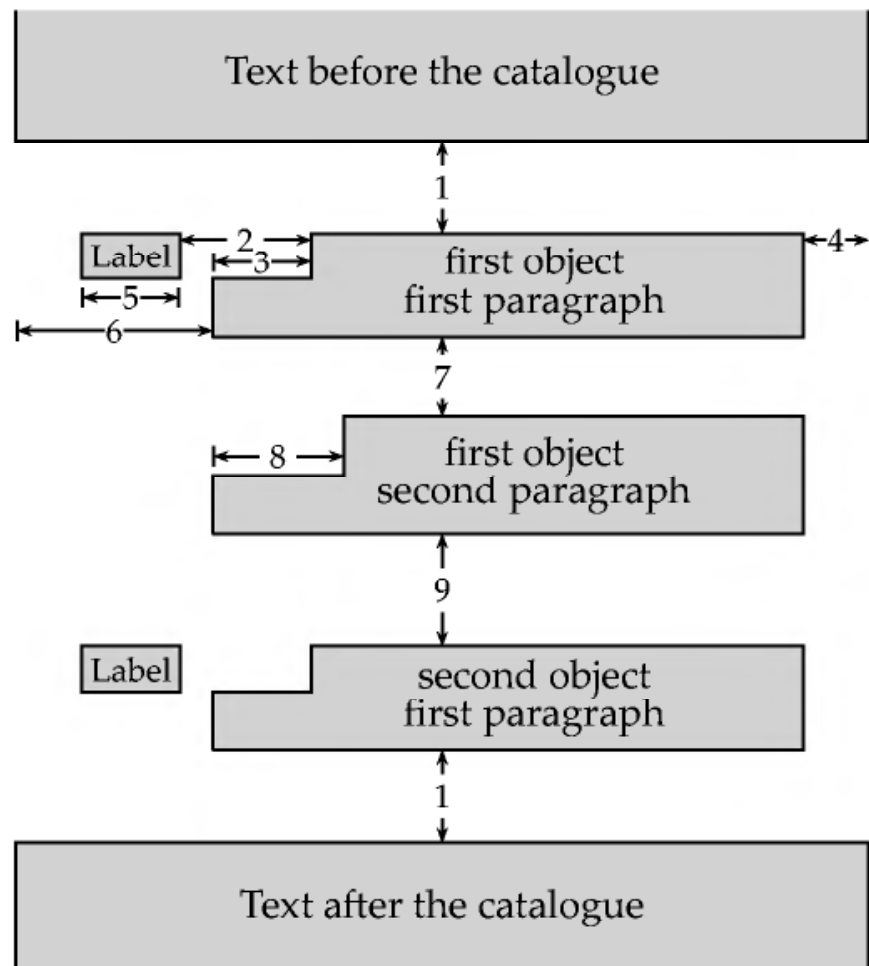 Text before the catalogue
1
Label
2
3
first object
first paragraph
4
5
6
7
8
first object
second paragraph
9
Label
second object
first paragraph
1
Text after the catalogue